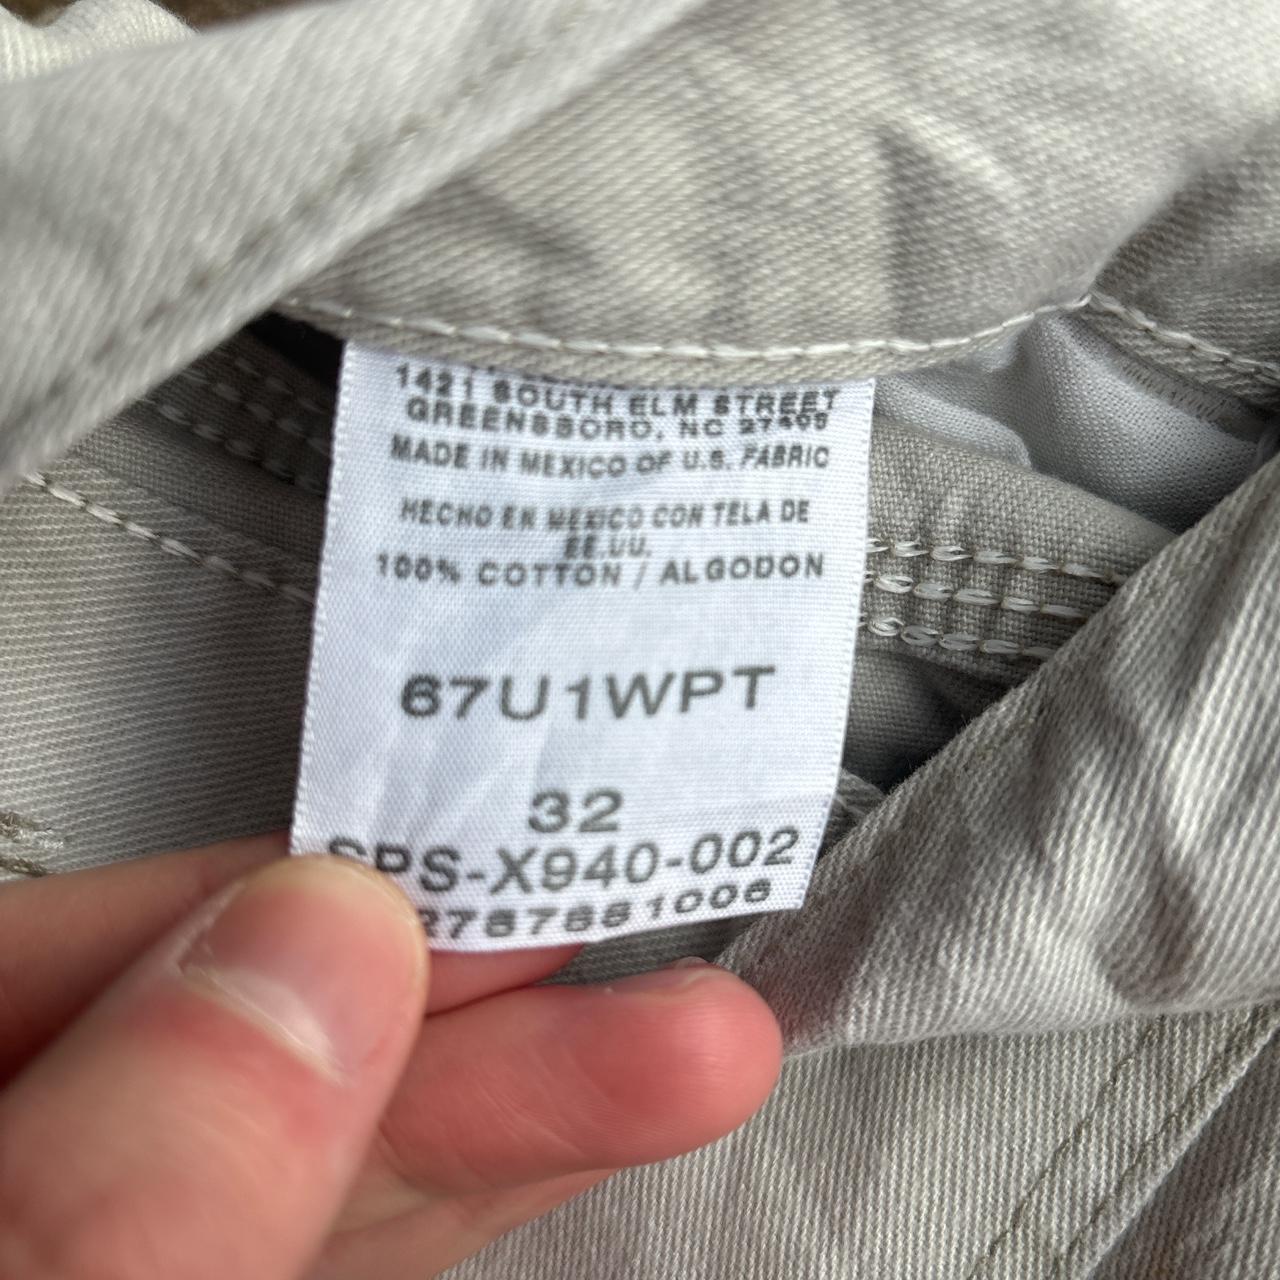 1421 SOUTH ELM STREET
GREENSBORO, NC 27406
MADE IN MEXICO OF U.S. FABRIC
HECHO EN MEXICO CON TELA DE
EE.UU.
100% COTTON / ALGODON
67U1WPT
32
SPS-X940-002